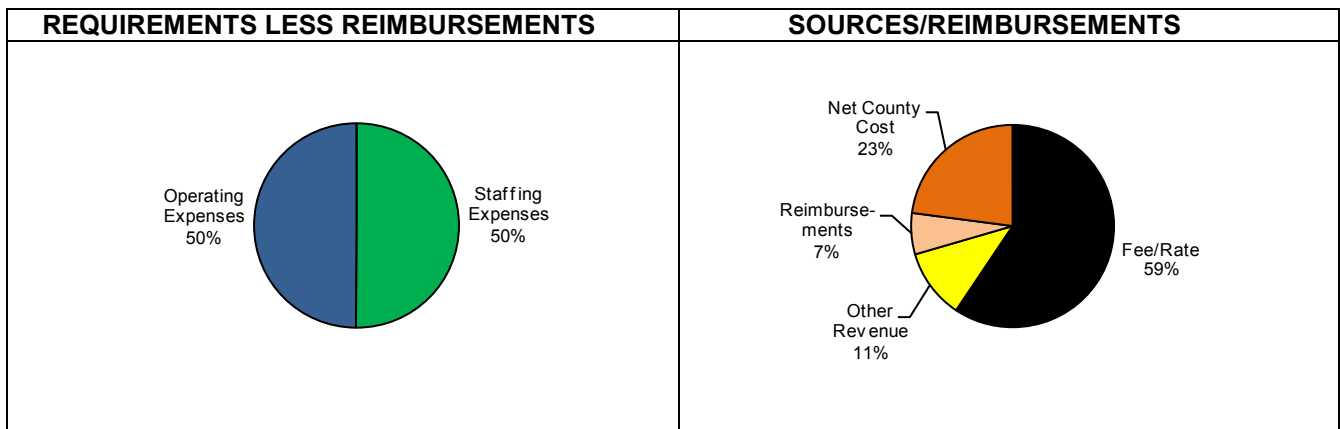 REQUIREMENTS LESS REIMBURSEMENTS
Operating
Expenses
50%
Staffing
Expenses
50%
SOURCES/REIMBURSEMENTS
Net County
Cost
23%
Reimburse-
ments
7%
Other
Revenue
11%
Fee/Rate
59%